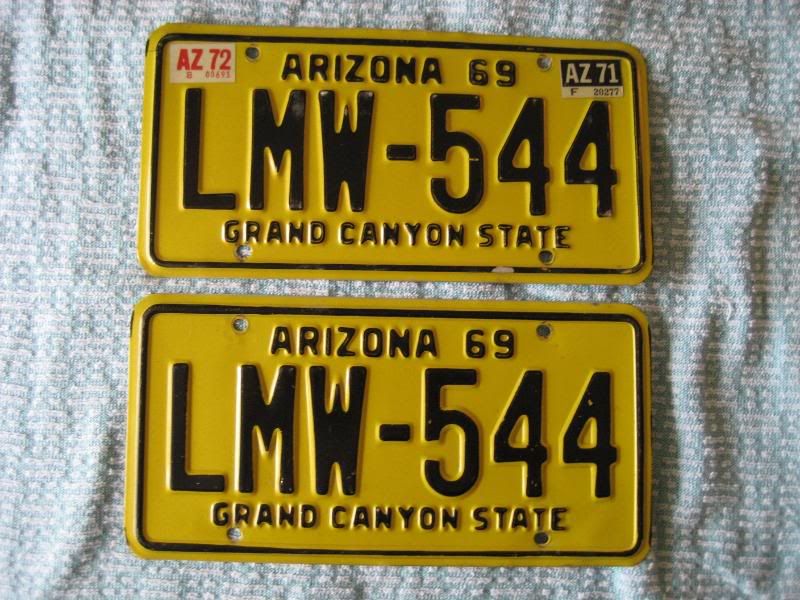 AZ 72
B 00693
ARIZONA 69
AZ 71
F 20277
LMW-544
GRAND CANYON STATE
ARIZONA 69
LMW-544
GRAND CANYON STATE